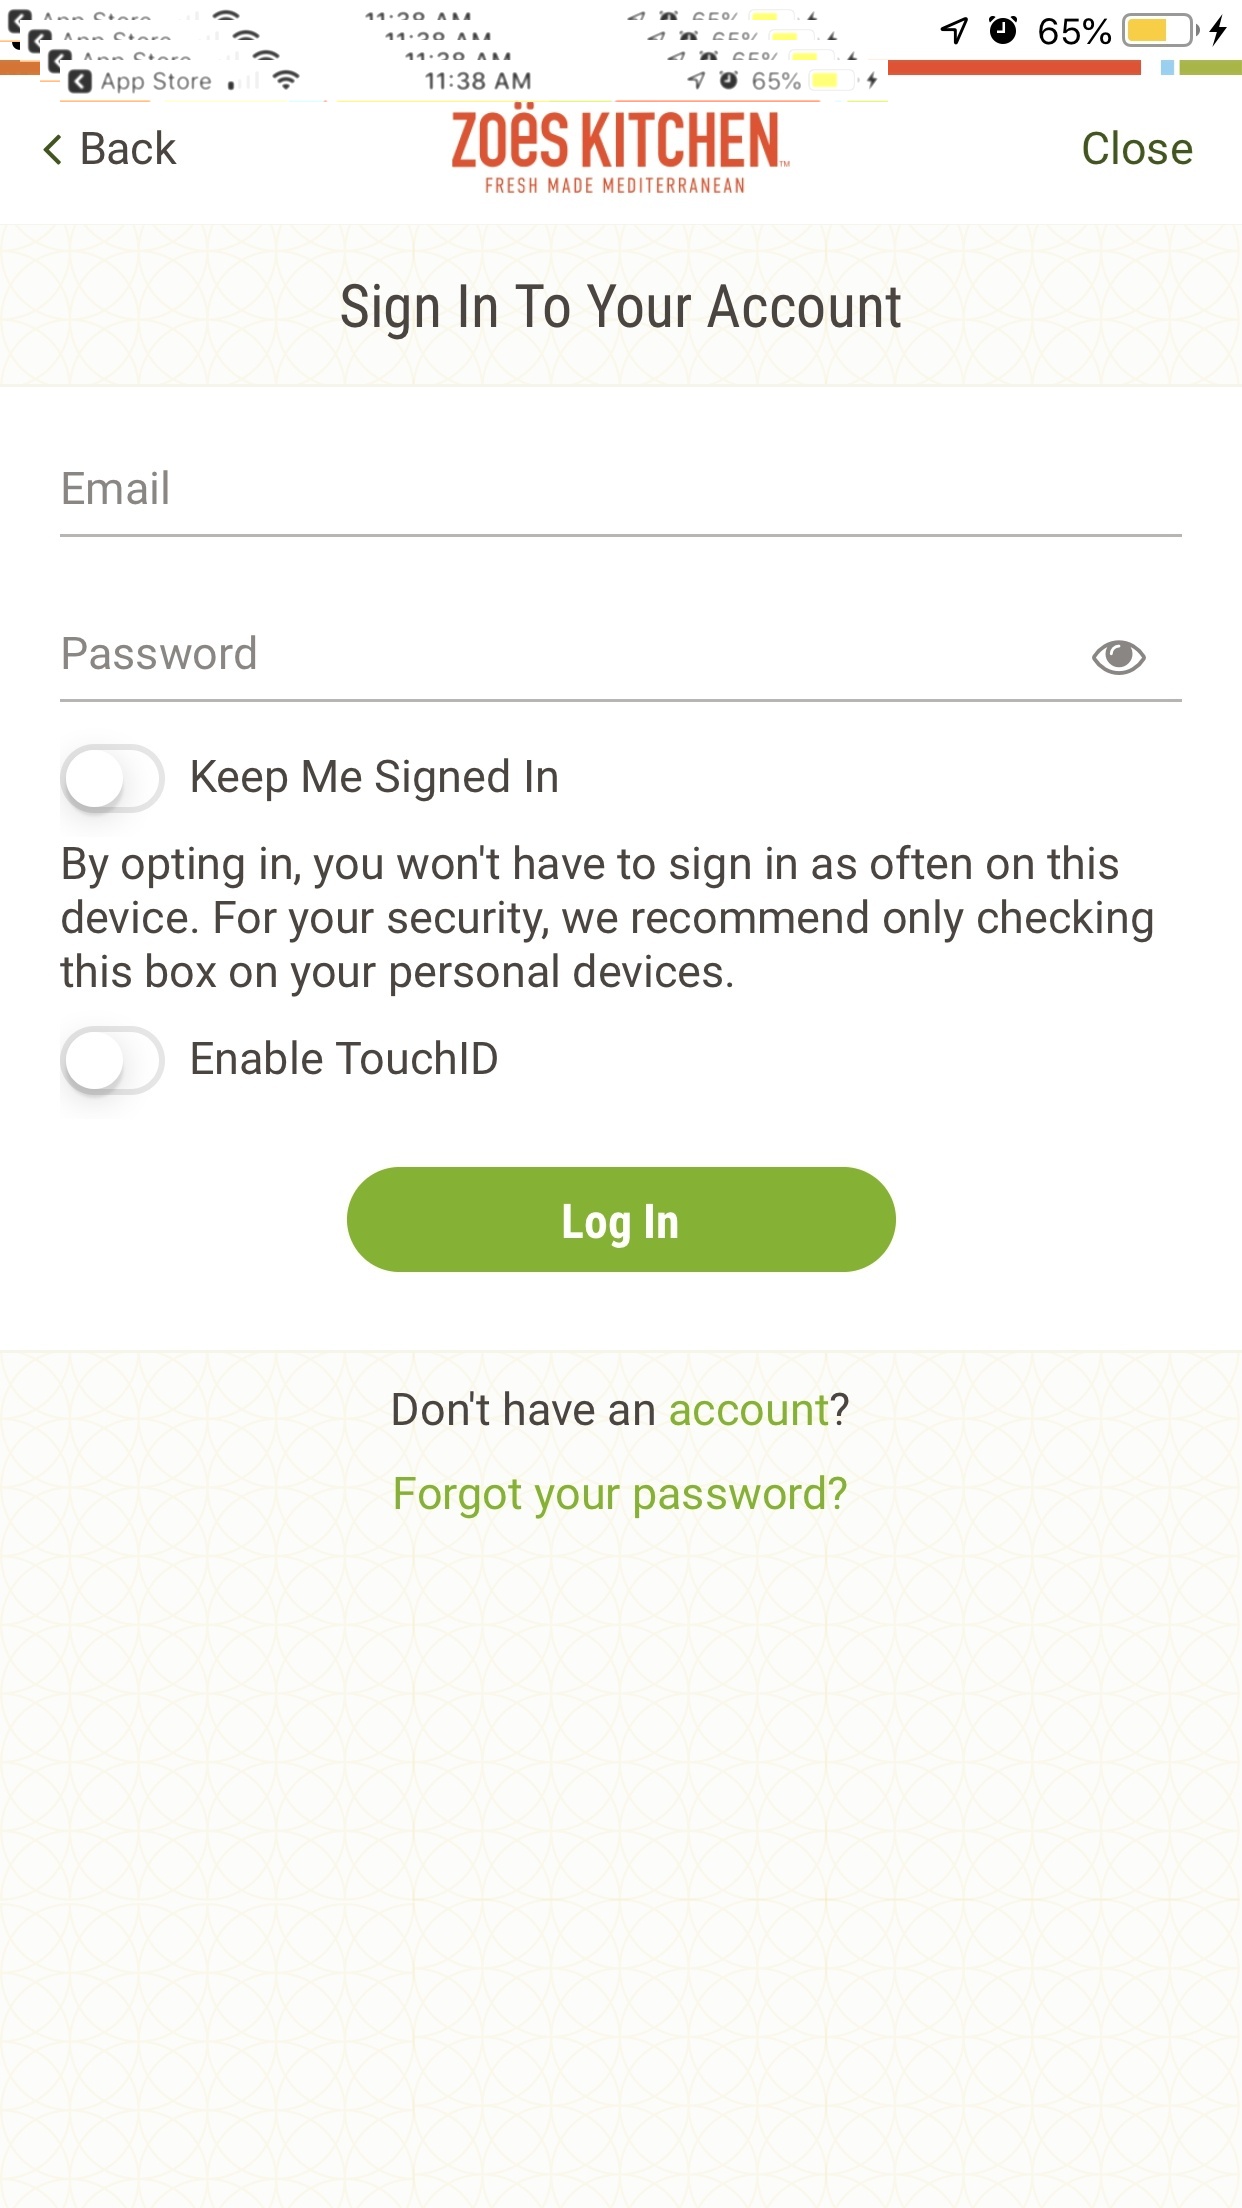 App Store 11:38 AM 65%
App Store 11:38 AM 65%
App Store 11:38 AM 65%
App Store 11:38 AM 65%
65%
Back
ZOËS KITCHEN™
FRESH MADE MEDITERRANEAN
Close
Sign In To Your Account
Email
Password
Keep Me Signed In
By opting in, you won't have to sign in as often on this
device. For your security, we recommend only checking
this box on your personal devices.
Enable TouchID
Log In
Don't have an account?
Forgot your password?